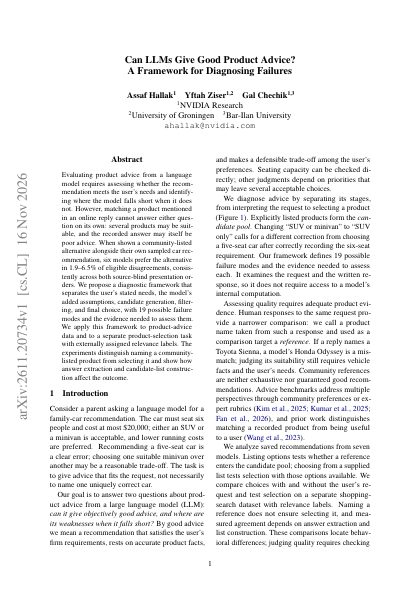 Can LLMs Give Good Product Advice?
A Framework for Diagnosing Failures
Assaf Hallak1 Yftah Ziser1,2 Gal Chechik1,3
1NVIDIA Research
2University of Groningen 3Bar-Ilan University
ahallak@nvidia.com
arXiv:2611.20734v1 [cs.CL] 16 Nov 2026
Abstract
Evaluating product advice from a language
model requires assessing whether the recom-
mendation meets the user's needs and identify-
ing where the model falls short when it does
not. However, matching a product mentioned
in an online reply cannot answer either ques-
tion on its own: several products may be suit-
able, and the recorded answer may itself be
poor advice. When shown a community-listed
alternative alongside their own sampled car rec-
ommendation, six models prefer the alternative
in 1.9–6.5% of eligible disagreements, consis-
tently across both source-blind presentation or-
ders. We propose a diagnostic framework that
separates the user's stated needs, the model's
added assumptions, candidate generation, filter-
ing, and final choice, with 19 possible failure
modes and the evidence needed to assess them.
We apply this framework to product-advice
data and to a separate product-selection task
with externally assigned relevance labels. The
experiments distinguish naming a community-
listed product from selecting it and show how
answer extraction and candidate-list construc-
tion affect the outcome.
1 Introduction
Consider a parent asking a language model for a
family-car recommendation. The car must seat six
people and cost at most $20,000; either an SUV or
a minivan is acceptable, and lower running costs
are preferred. Recommending a five-seat car is
a clear error; choosing one suitable minivan over
another may be a reasonable trade-off. The task is
to give advice that fits the request, not necessarily
to name one uniquely correct car.
Our goal is to answer two questions about prod-
uct advice from a large language model (LLM):
can it give objectively good advice, and where are
its weaknesses when it falls short? By good advice
we mean a recommendation that satisfies the user's
firm requirements, rests on accurate product facts,
and makes a defensible trade-off among the user's
preferences. Seating capacity can be checked di-
rectly; other judgments depend on priorities that
may leave several acceptable choices.
We diagnose advice by separating its stages,
from interpreting the request to selecting a product
(Figure 1). Explicitly listed products form the can-
didate pool. Changing "SUV or minivan" to "SUV
only" calls for a different correction from choosing
a five-seat car after correctly recording the six-seat
requirement. Our framework defines 19 possible
failure modes and the evidence needed to assess
each. It examines the request and the written re-
sponse, so it does not require access to a model's
internal computation.
Assessing quality requires adequate product evi-
dence. Human responses to the same request pro-
vide a narrower comparison: we call a product
name taken from such a response and used as a
comparison target a reference. If a reply names a
Toyota Sienna, a model's Honda Odyssey is a mis-
match; judging its suitability still requires vehicle
facts and the user's needs. Community references
are neither exhaustive nor guaranteed good recom-
mendations. Advice benchmarks address multiple
perspectives through community preferences or ex-
pert rubrics (Kim et al., 2025; Kumar et al., 2025;
Fan et al., 2026), and prior work distinguishes
matching a recorded product from being useful
to a user (Wang et al., 2023).
We analyze saved recommendations from seven
models. Listing options tests whether a reference
enters the candidate pool; choosing from a supplied
list tests selection with those options available. We
compare choices with and without the user's re-
quest and test selection on a separate shopping-
search dataset with relevance labels. Naming a
reference does not ensure selecting it, and mea-
sured agreement depends on answer extraction and
list construction. These comparisons locate behav-
ioral differences; judging quality requires checking
1